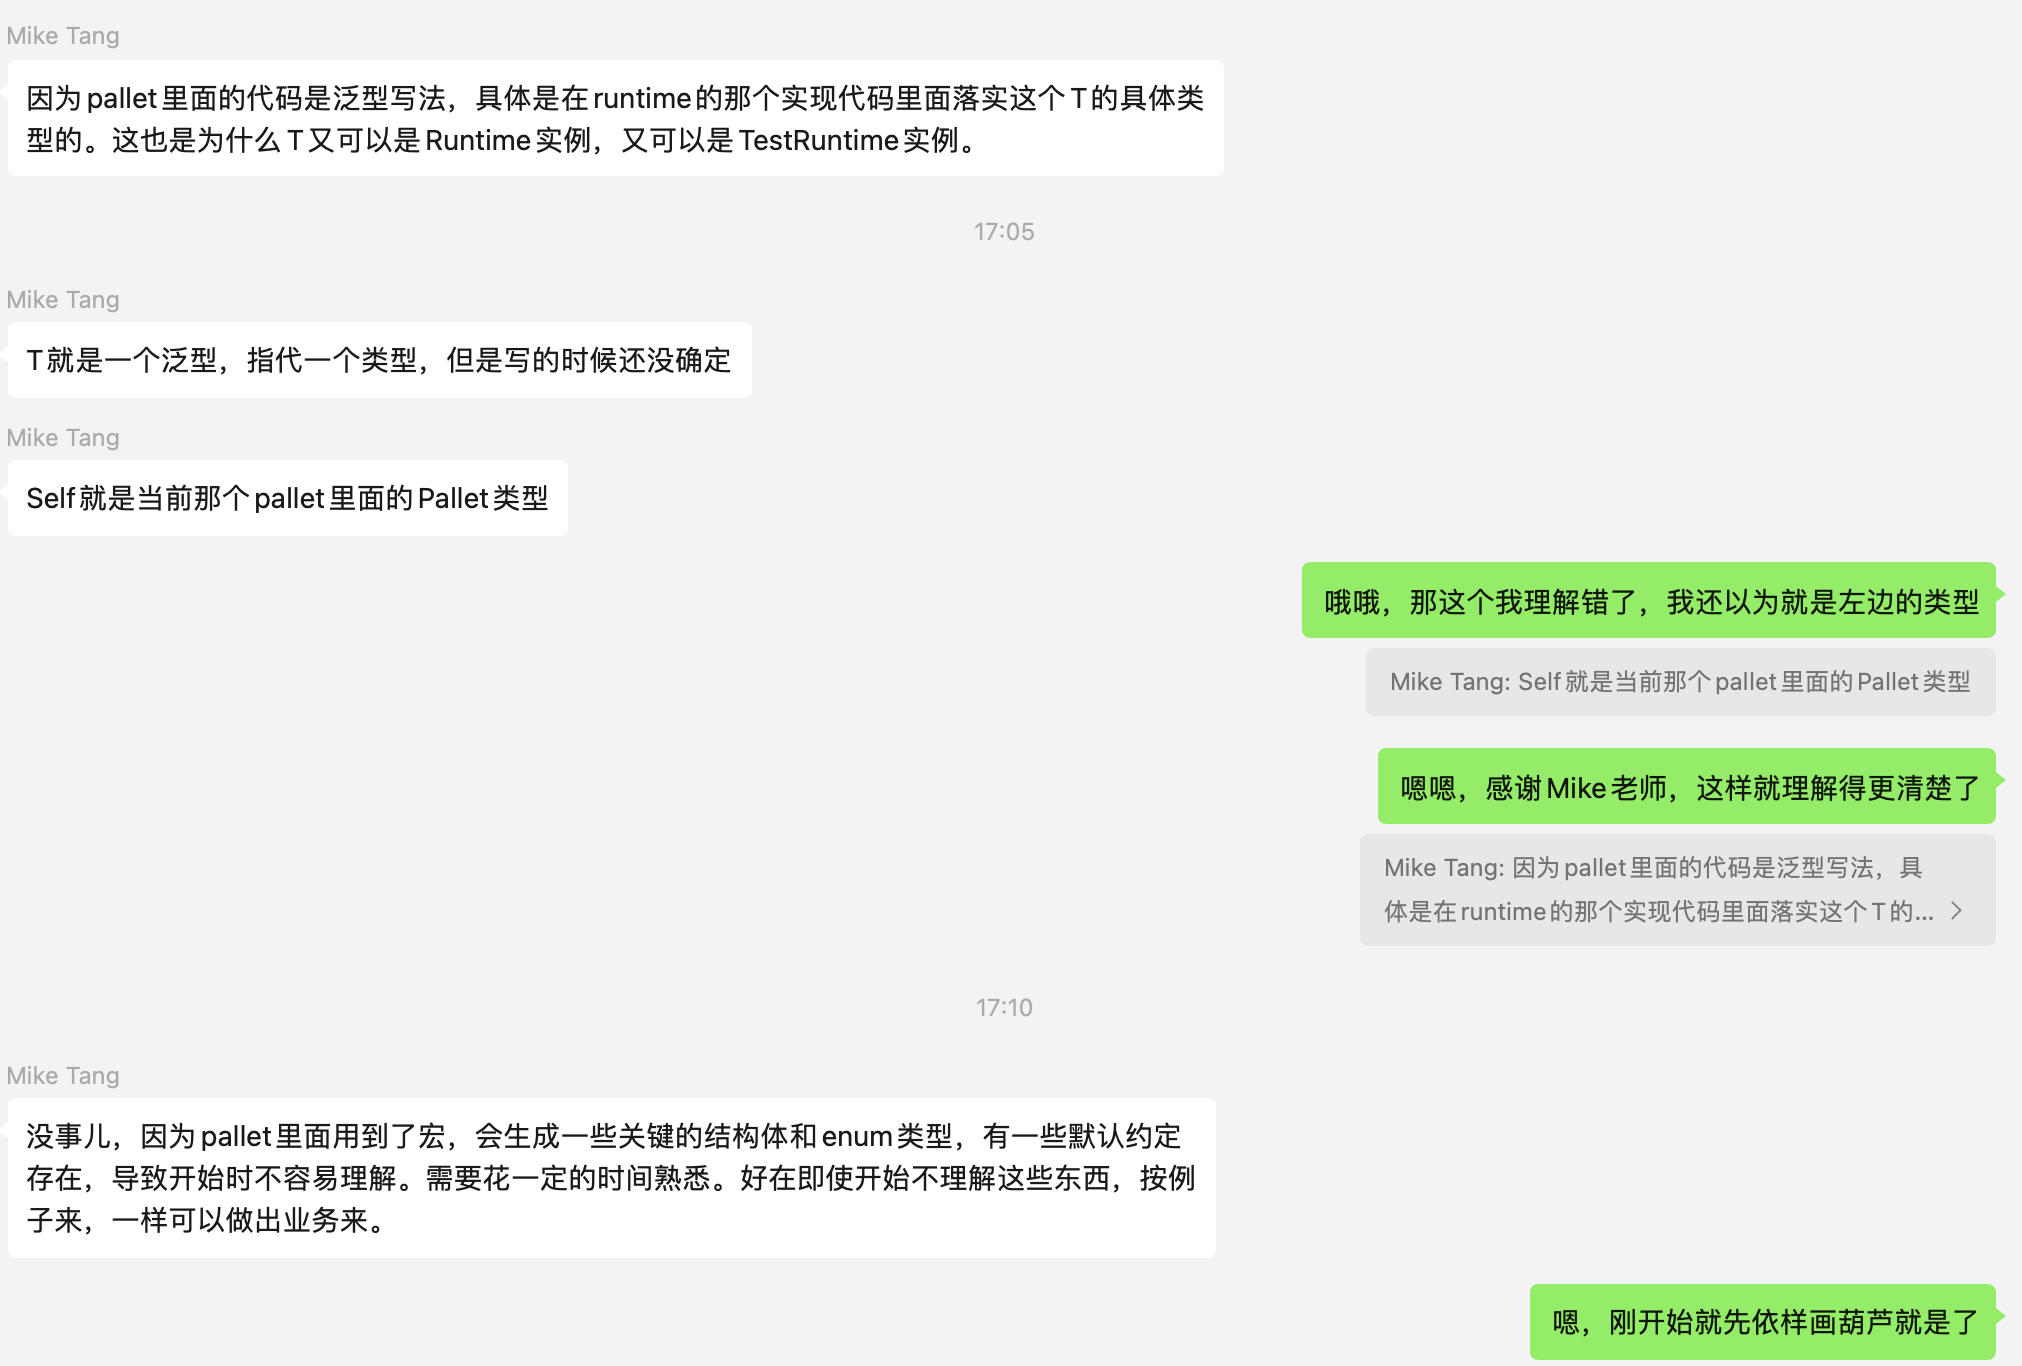 Mike Tang
因为pallet里面的代码是泛型写法，具体是在runtime的那个实现代码里面落实这个T的具体类
型的。这也是为什么T又可以是Runtime实例，又可以是TestRuntime实例。
17:05
Mike Tang
T就是一个泛型，指代一个类型，但是写的时候还没确定
Mike Tang
Self就是当前那个pallet里面的Pallet类型
哦哦，那这个我理解错了，我还以为就是左边的类型
Mike Tang: Self就是当前那个pallet里面的Pallet类型
嗯嗯，感谢Mike老师，这样就理解得更清楚了
Mike Tang: 因为pallet里面的代码是泛型写法，具
体是在runtime的那个实现代码里面落实这个T的...
17:10
Mike Tang
没事儿，因为pallet里面用到了宏，会生成一些关键的结构体和enum类型，有一些默认约定
存在，导致开始时不容易理解。需要花一定的时间熟悉。好在即使开始不理解这些东西，按例
子来，一样可以做出业务来。
嗯，刚开始就先依样画葫芦就是了